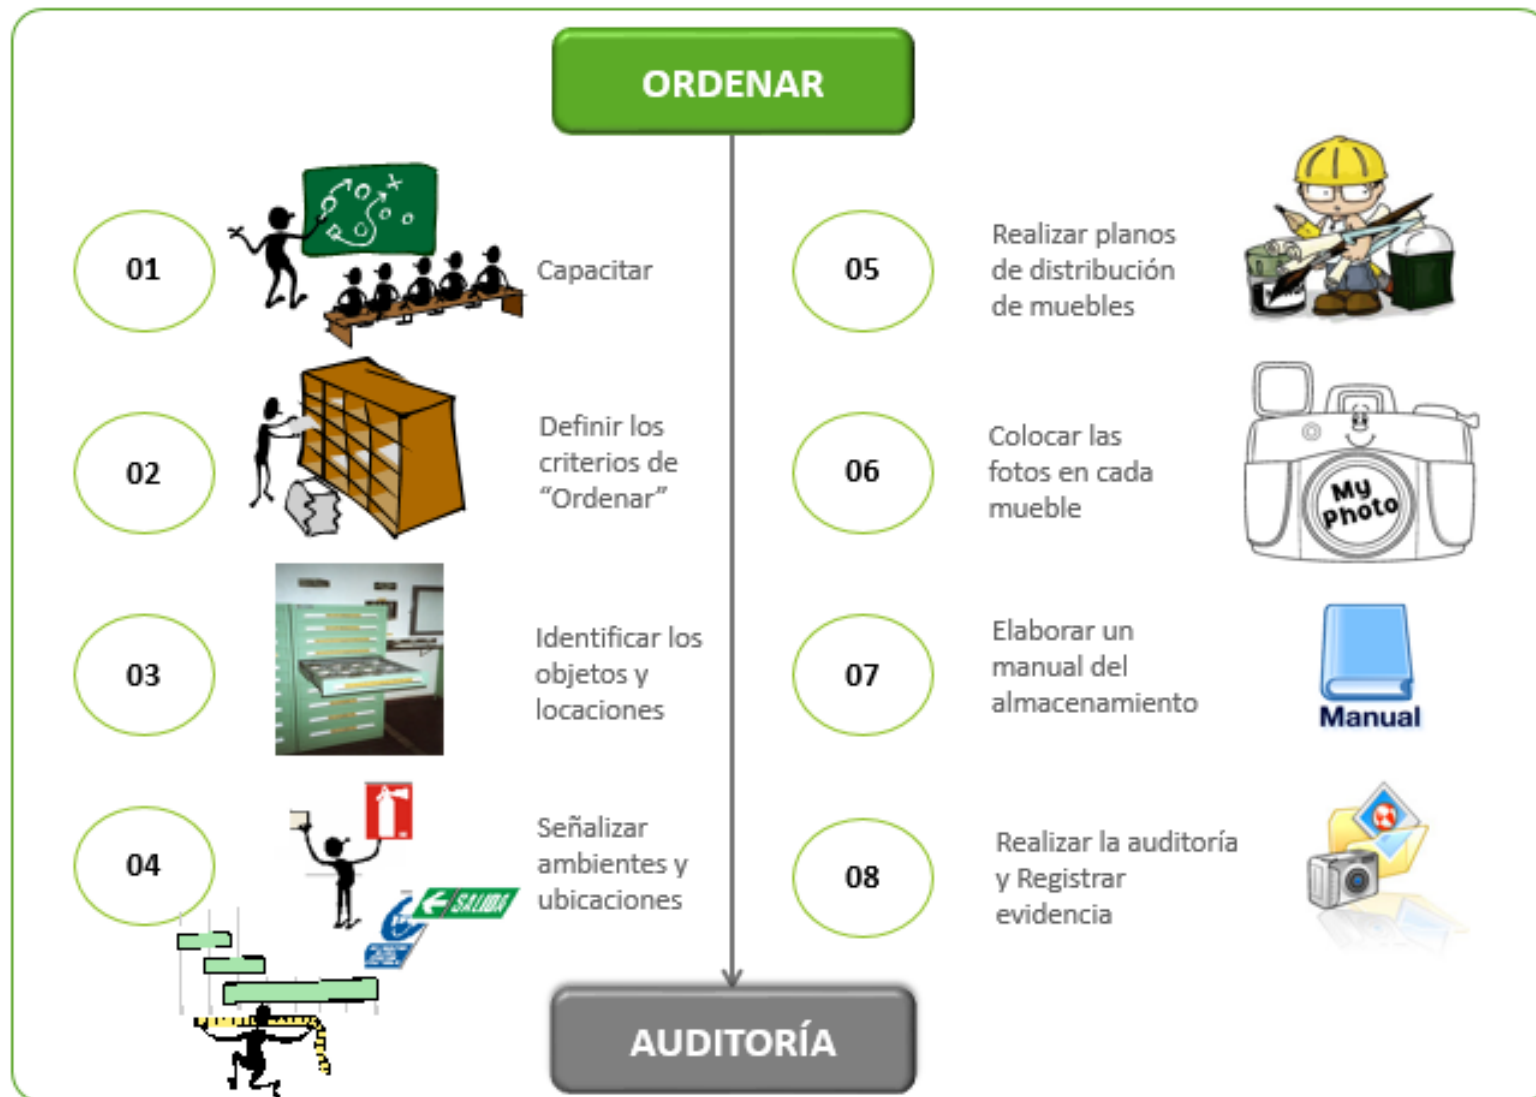 ORDENAR
01
Capacitar
02
Definir los
criterios de
“Ordenar”
03
Identificar los
objetos y
locaciones
04
Señalizar
ambientes y
ubicaciones
SALIDA
05
Realizar planos
de distribución
de muebles
06
Colocar las
fotos en cada
mueble
My
Photo
07
Elaborar un
manual del
almacenamiento
Manual
08
Realizar la auditoría
y Registrar
evidencia
AUDITORÍA